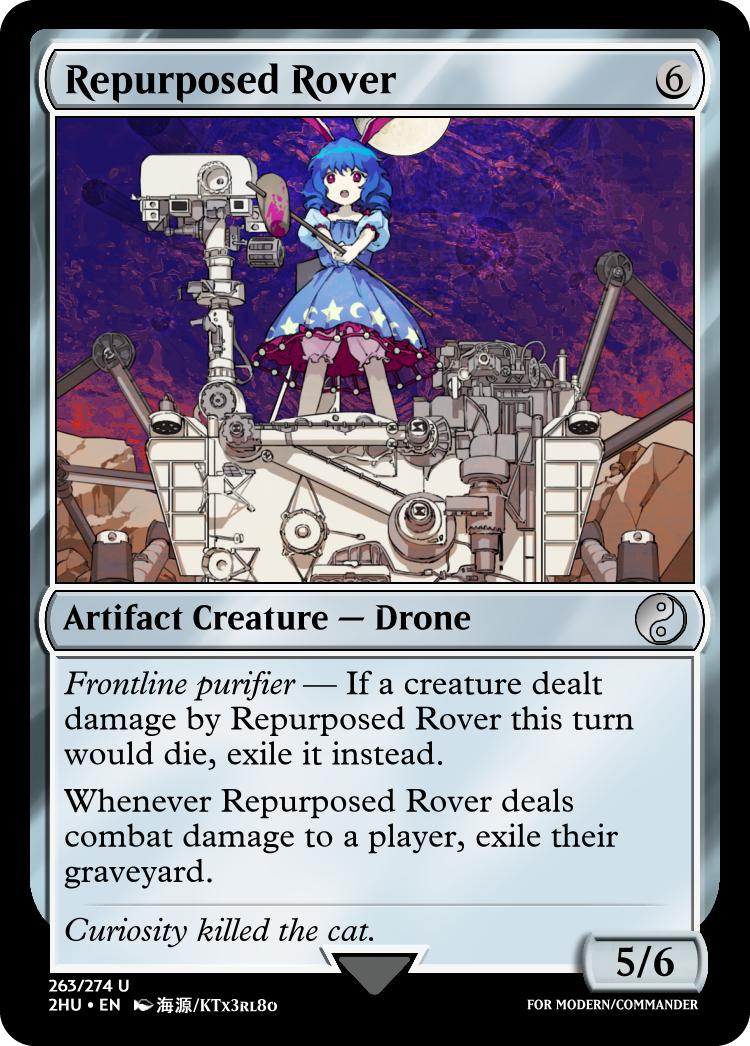 Repurposed Rover 6
Artifact Creature — Drone
Frontline purifier — If a creature dealt
damage by Repurposed Rover this turn
would die, exile it instead.
Whenever Repurposed Rover deals
combat damage to a player, exile their
graveyard.
Curiosity killed the cat.
5/6
263/274 U
2HU • EN 海源/KTx3RL8o
FOR MODERN/COMMANDER